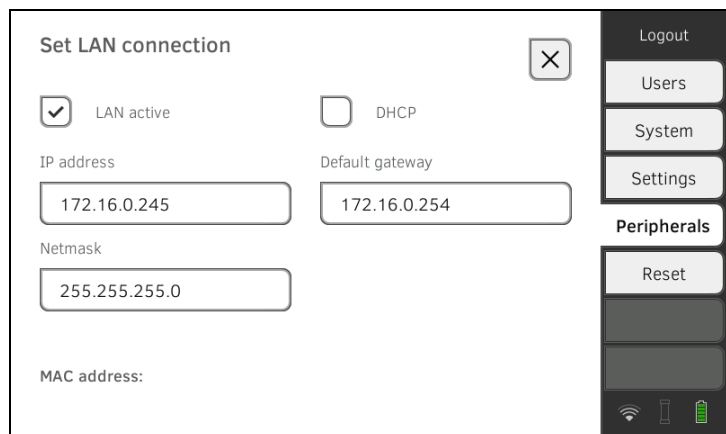 Set LAN connection
LAN active
DHCP
IP address
Default gateway
172.16.0.245
172.16.0.254
Netmask
255.255.255.0
MAC address:
Logout
Users
System
Settings
Peripherals
Reset